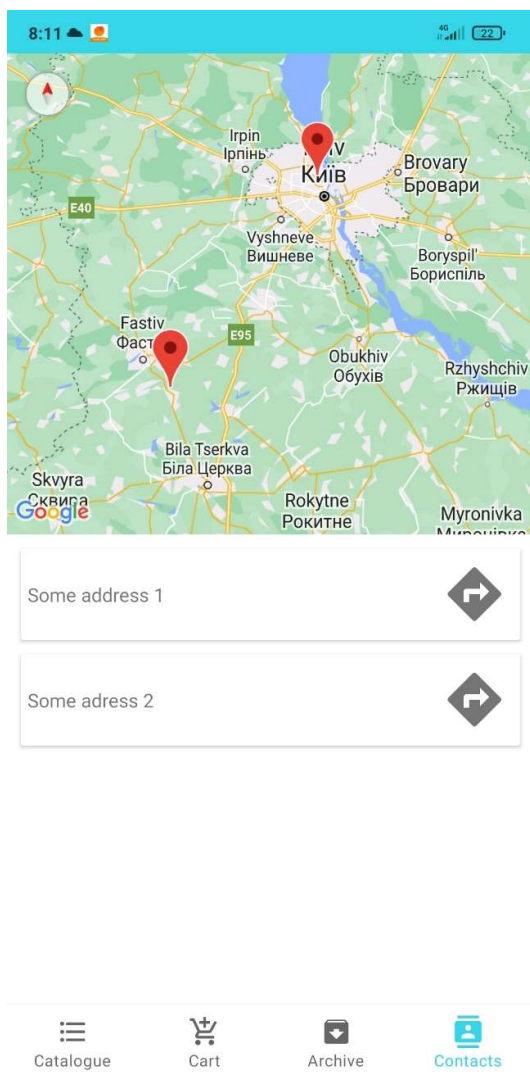 8:11
4G
22
Irpin
Ірпінь
Київ
Brovary
Бровари
E40
Vyshneve
Вишневе
Boryspil'
Бориспіль
Fastiv
E95
Obukhiv
Обухів
Rzhyshchiv
Ржищів
Bila Tserkva
Біла Церква
Skvyra
Сквира
Google
Rokytne
Рокитне
Myronivka
Some address 1
Some adress 2
Catalogue
Cart
Archive
Contacts